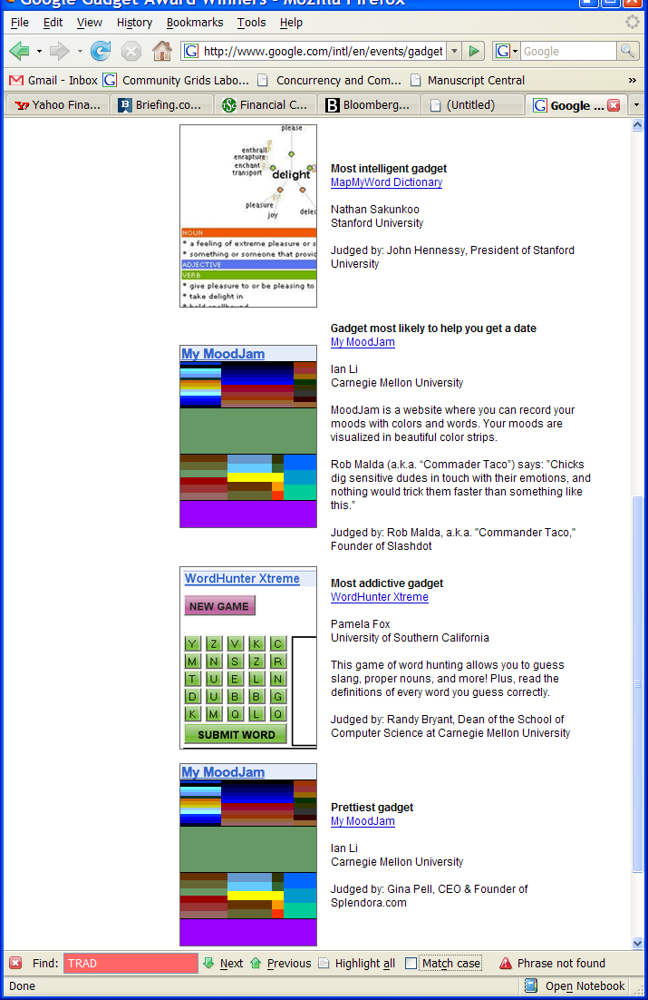 Google Gadget Award Winners - Mozilla Firefox
File Edit View History Bookmarks Tools Help
http://www.google.com/intl/en/events/gadget
Google
Gmail - Inbox Community Grids Labo... Concurrency and Com... Manuscript Central »
Yahoo Fina... Briefing.co... Financial C... Bloomberg... (Untitled) Google ...
please
enthrall
enrapture
enchant
transport
delight
pleasure
joy
NOUN
* a feeling of extreme pleasure or s
* something or someone that provid
ADJECTIVE
VERB
* give pleasure to or be pleasing to
* take delight in
* hold spellbound
Most intelligent gadget
MapMyWord Dictionary
Nathan Sakunkoo
Stanford University
Judged by: John Hennessy, President of Stanford
University
My MoodJam
Gadget most likely to help you get a date
My MoodJam
Ian Li
Carnegie Mellon University
MoodJam is a website where you can record your
moods with colors and words. Your moods are
visualized in beautiful color strips.
Rob Malda (a.k.a. “Commader Taco”) says: ”Chicks
dig sensitive dudes in touch with their emotions, and
nothing would trick them faster than something like
this.”
Judged by: Rob Malda, a.k.a. "Commander Taco,"
Founder of Slashdot
WordHunter Xtreme
NEW GAME
Y Z V K C
M N S Z R
T U E L N
D U B B G
K M Q L Q
SUBMIT WORD
Most addictive gadget
WordHunter Xtreme
Pamela Fox
University of Southern California
This game of word hunting allows you to guess
slang, proper nouns, and more! Plus, read the
definitions of every word you guess correctly.
Judged by: Randy Bryant, Dean of the School of
Computer Science at Carnegie Mellon University
My MoodJam
Prettiest gadget
My MoodJam
Ian Li
Carnegie Mellon University
Judged by: Gina Pell, CEO & Founder of
Splendora.com
Find: TRAD Next Previous Highlight all Match case Phrase not found
Done Open Notebook